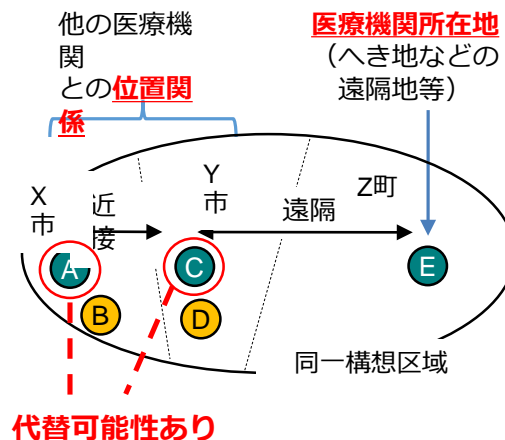 他の医療機
関
との位置関
係
医療機関所在地
（へき地などの
遠隔地等）
X
市
近
接
Y
市
遠隔
Z町
A
B
C
D
E
同一構想区域
代替可能性あり